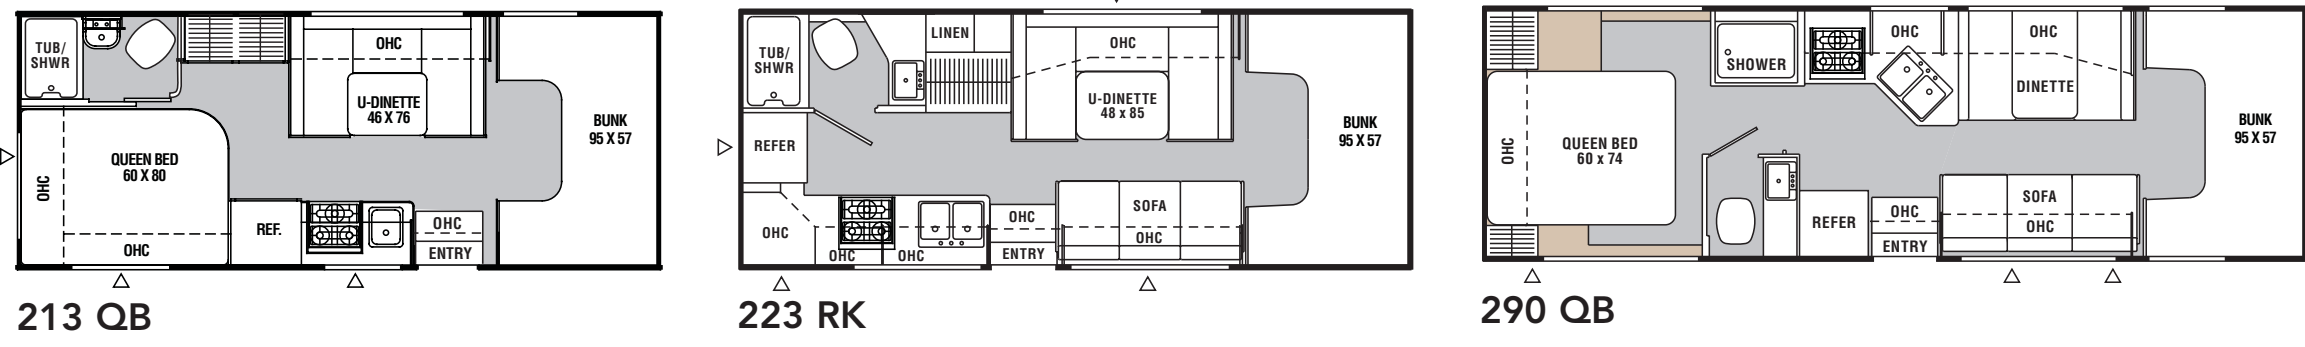 TUB/
SHWR
OHC
U-DINETTE
46 X 76
BUNK
95 X 57
QUEEN BED
60 X 80
OHC
OHC
REF.
OHC
ENTRY
213 QB
TUB/
SHWR
LINEN
OHC
U-DINETTE
48 x 85
BUNK
95 X 57
REFER
OHC
OHC
OHC
OHC
ENTRY
SOFA
OHC
223 RK
SHOWER
OHC
OHC
DINETTE
BUNK
95 X 57
OHC
QUEEN BED
60 x 74
REFER
OHC
ENTRY
SOFA
OHC
290 QB